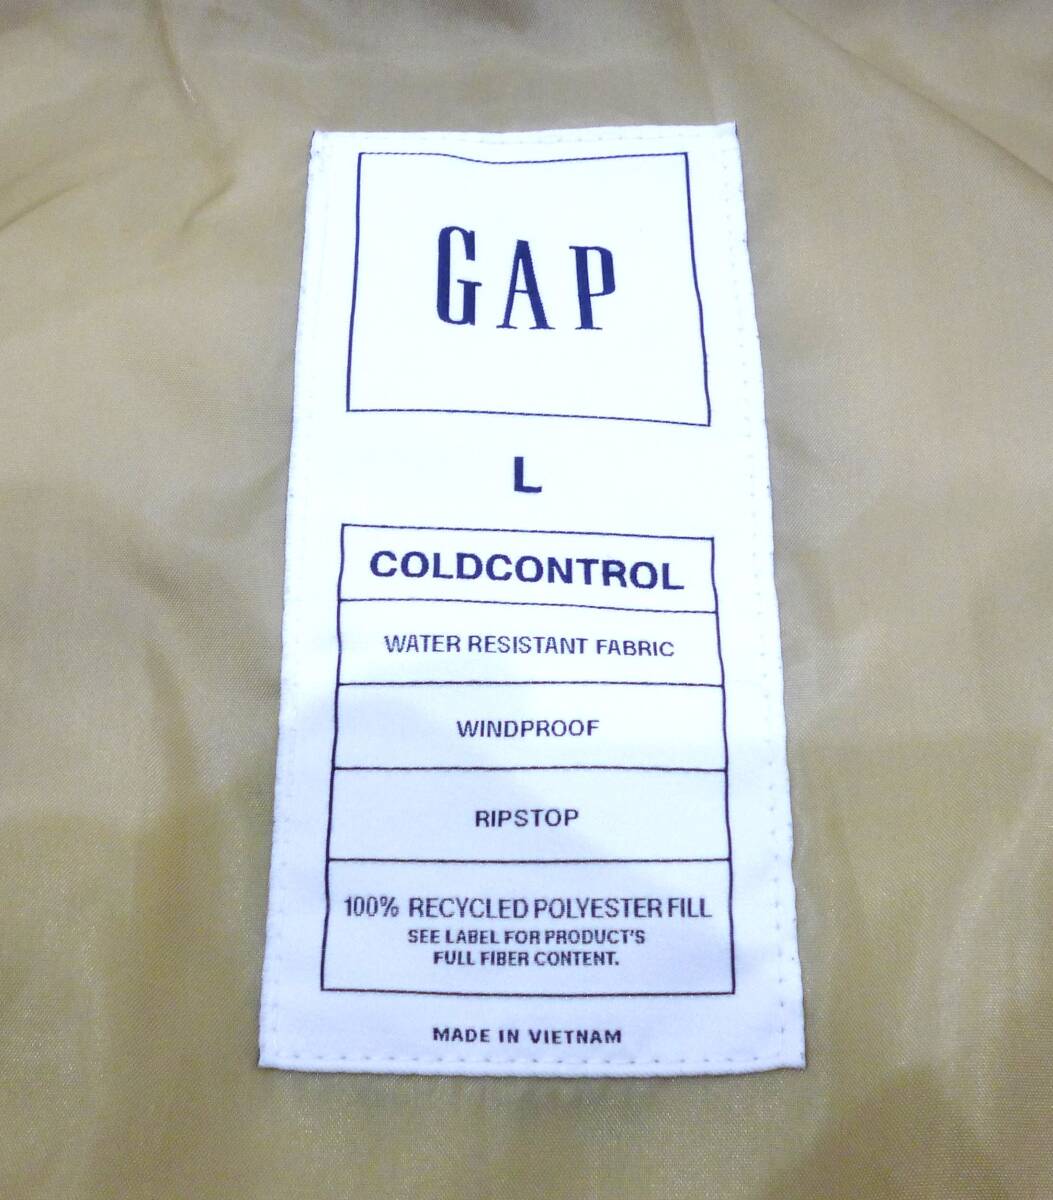 GAP
L
COLDCONTROL
WATER RESISTANT FABRIC
WINDPROOF
RIPSTOP
100% RECYCLED POLYESTER FILL
SEE LABEL FOR PRODUCT'S
FULL FIBER CONTENT.
MADE IN VIETNAM